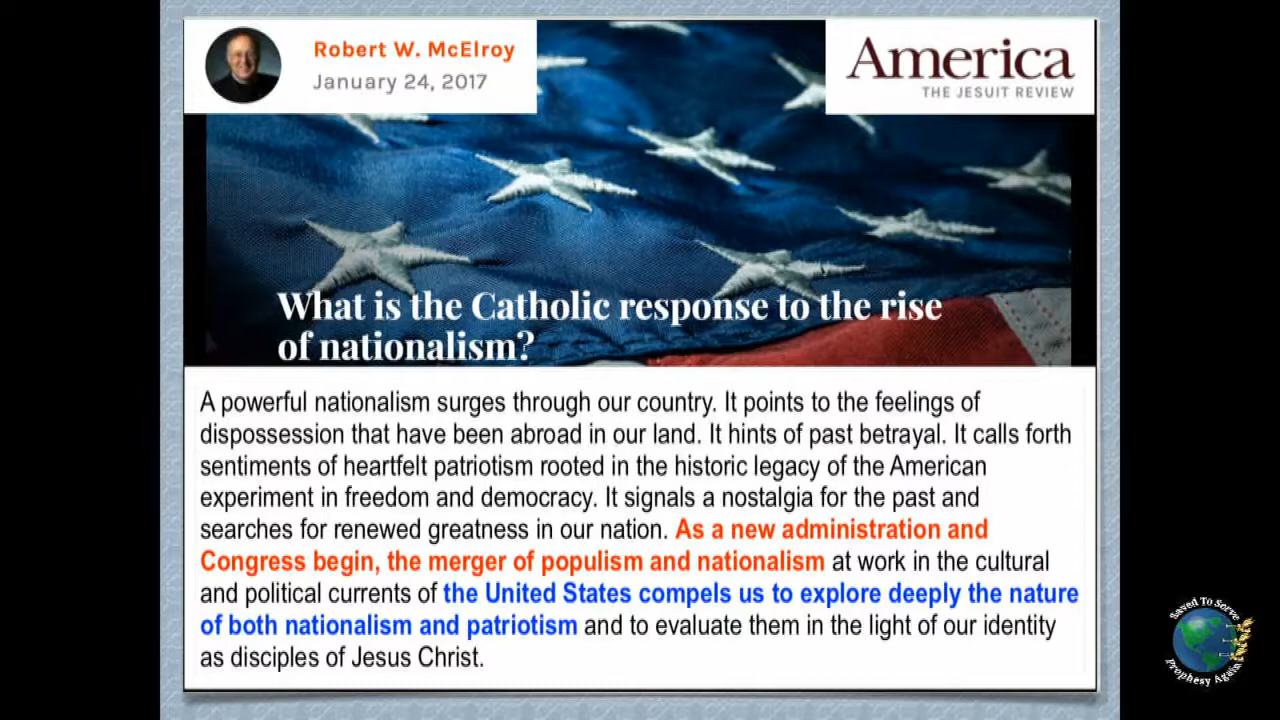 Robert W. McElroy
January 24, 2017
America
THE JESUIT REVIEW
What is the Catholic response to the rise
of nationalism?
A powerful nationalism surges through our country. It points to the feelings of
dispossession that have been abroad in our land. It hints of past betrayal. It calls forth
sentiments of heartfelt patriotism rooted in the historic legacy of the American
experiment in freedom and democracy. It signals a nostalgia for the past and
searches for renewed greatness in our nation. As a new administration and
Congress begin, the merger of populism and nationalism at work in the cultural
and political currents of the United States compels us to explore deeply the nature
of both nationalism and patriotism and to evaluate them in the light of our identity
as disciples of Jesus Christ.
Saved To Serve
Prophesy Again